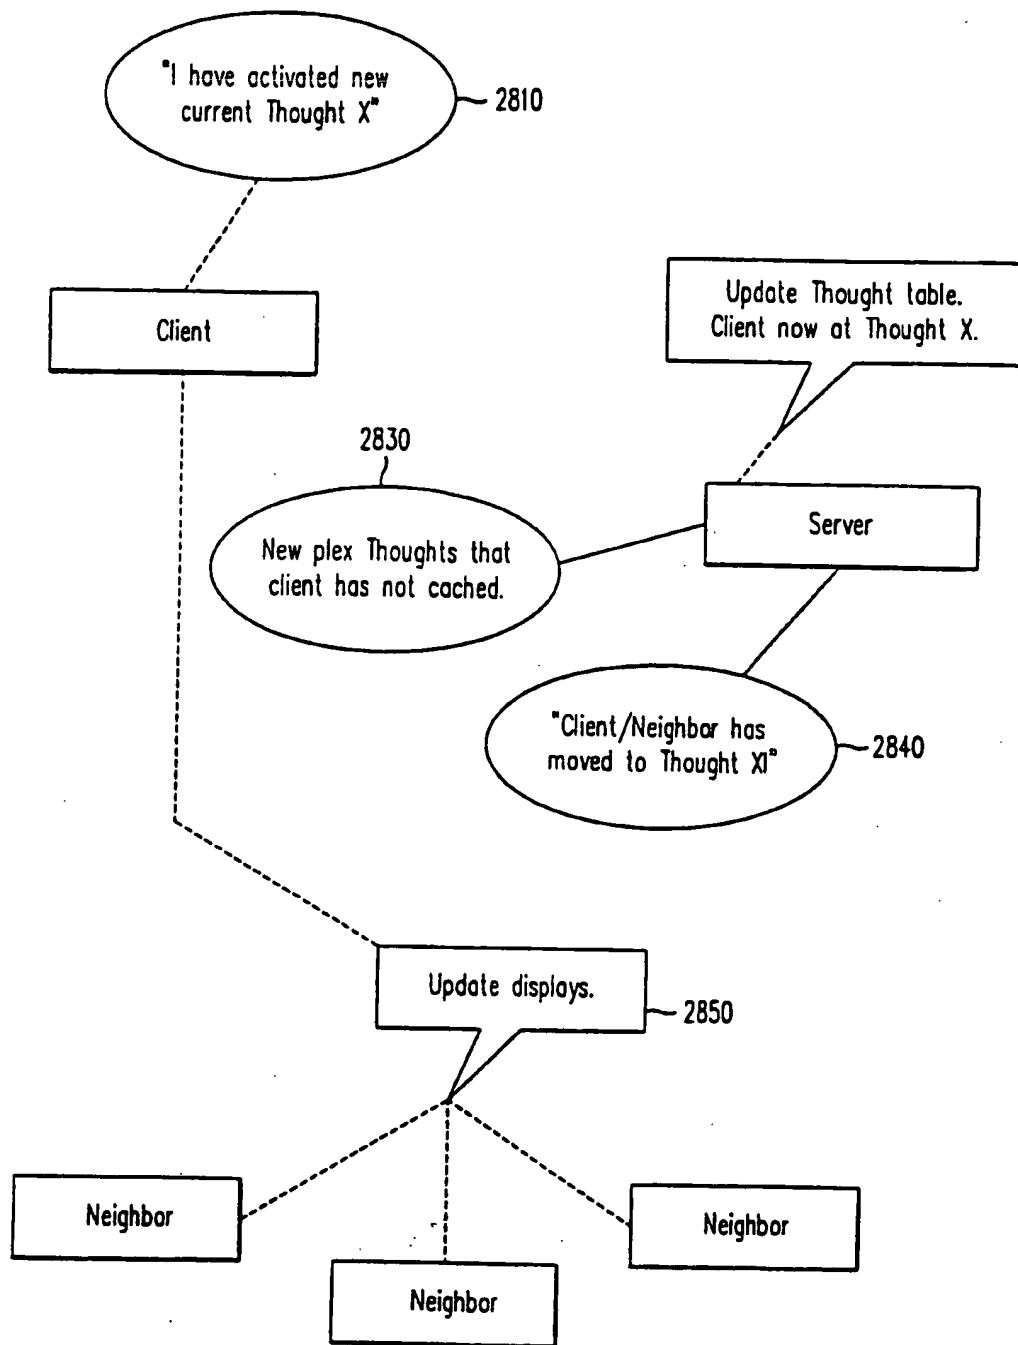 "I have activated new
current Thought X"
2810
Client
Update Thought table.
Client now at Thought X.
2830
Server
New plex Thoughts that
client has not cached.
"Client/Neighbor has
moved to Thought XI"
2840
Update displays.
2850
Neighbor
Neighbor
Neighbor